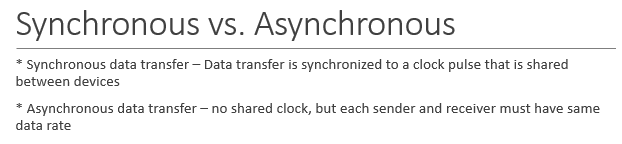 Synchronous vs. Asynchronous
* Synchronous data transfer – Data transfer is synchronized to a clock pulse that is shared
between devices
* Asynchronous data transfer – no shared clock, but each sender and receiver must have same
data rate